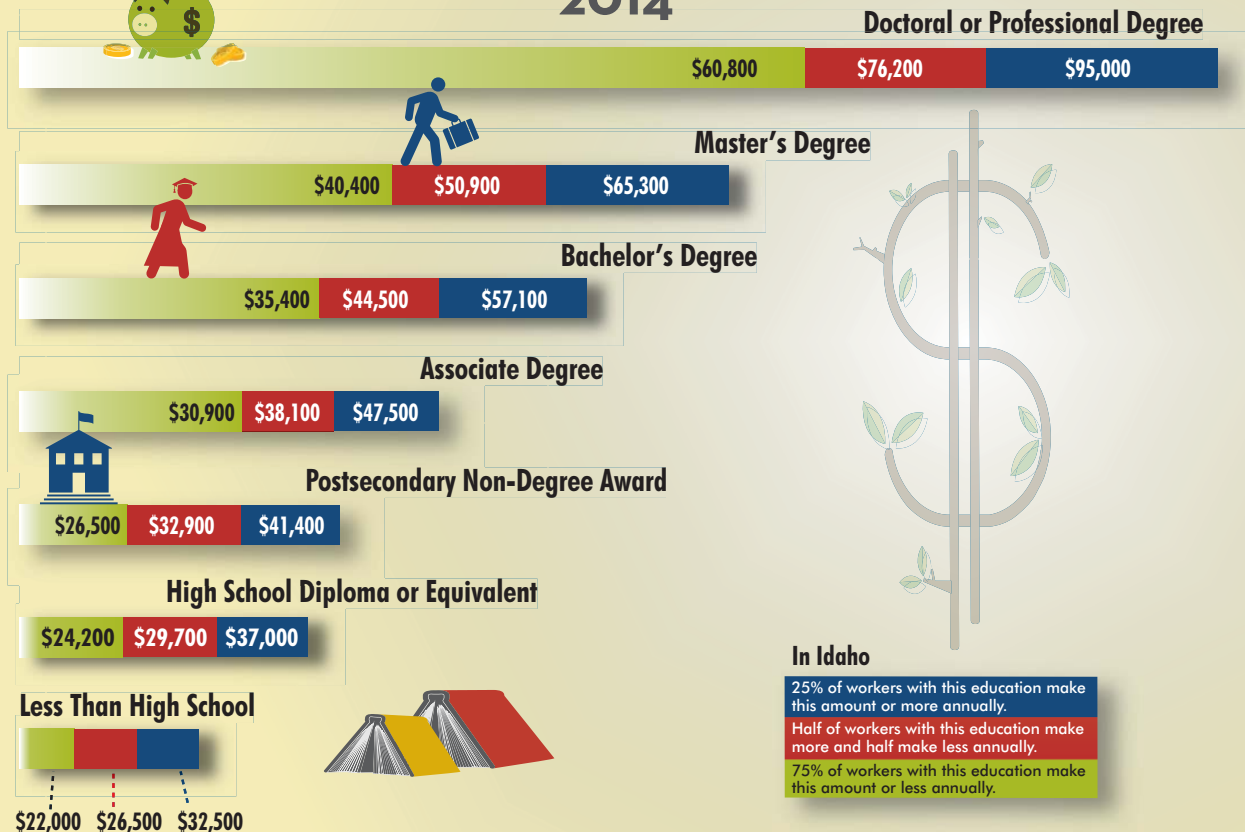 2014
$
Doctoral or Professional Degree
$60,800 $76,200 $95,000
Master's Degree
$40,400 $50,900 $65,300
Bachelor's Degree
$35,400 $44,500 $57,100
Associate Degree
$30,900 $38,100 $47,500
Postsecondary Non-Degree Award
$26,500 $32,900 $41,400
High School Diploma or Equivalent
$24,200 $29,700 $37,000
Less Than High School
$22,000 $26,500 $32,500
In Idaho
25% of workers with this education make
this amount or more annually.
Half of workers with this education make
more and half make less annually.
75% of workers with this education make
this amount or less annually.